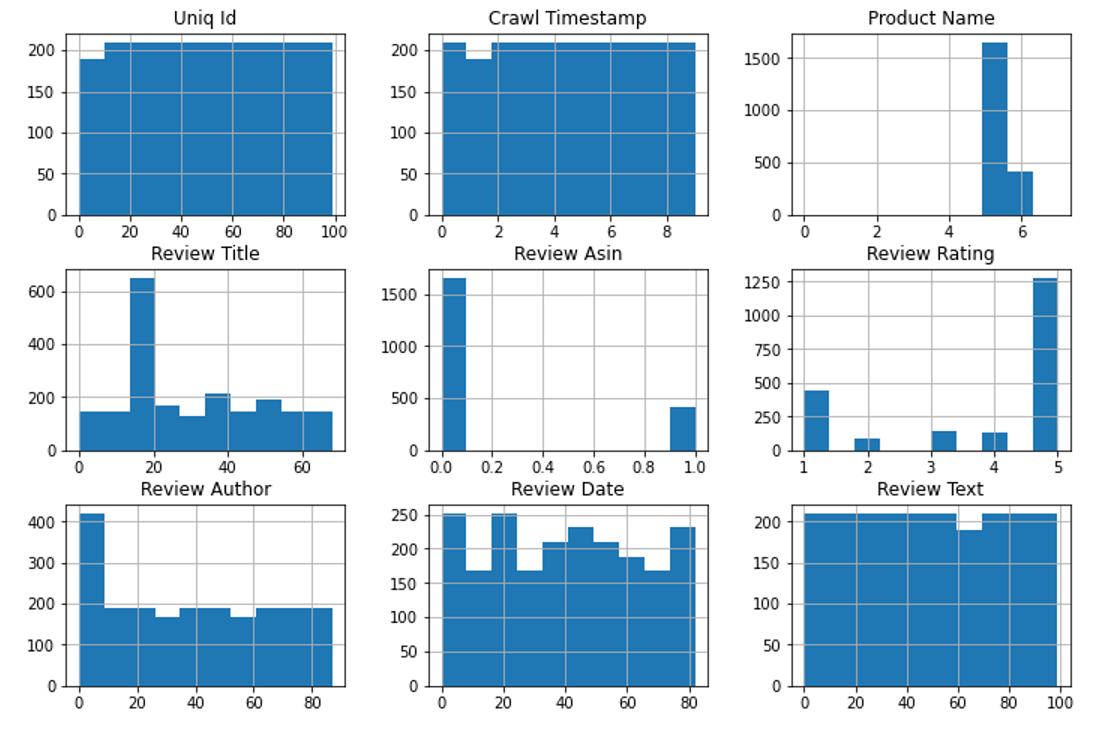 Uniq Id
200
150
100
50
0
0 20 40 60 80 100
Crawl Timestamp
200
150
100
50
0
0 2 4 6 8
Product Name
1500
1000
500
0
0 2 4 6
Review Title
600
400
200
0
0 20 40 60
Review Asin
1500
1000
500
0
0.0 0.2 0.4 0.6 0.8 1.0
Review Rating
1250
1000
750
500
250
0
1 2 3 4 5
Review Author
400
300
200
100
0
0 20 40 60 80
Review Date
250
200
150
100
50
0
0 20 40 60 80
Review Text
200
150
100
50
0
0 20 40 60 80 100